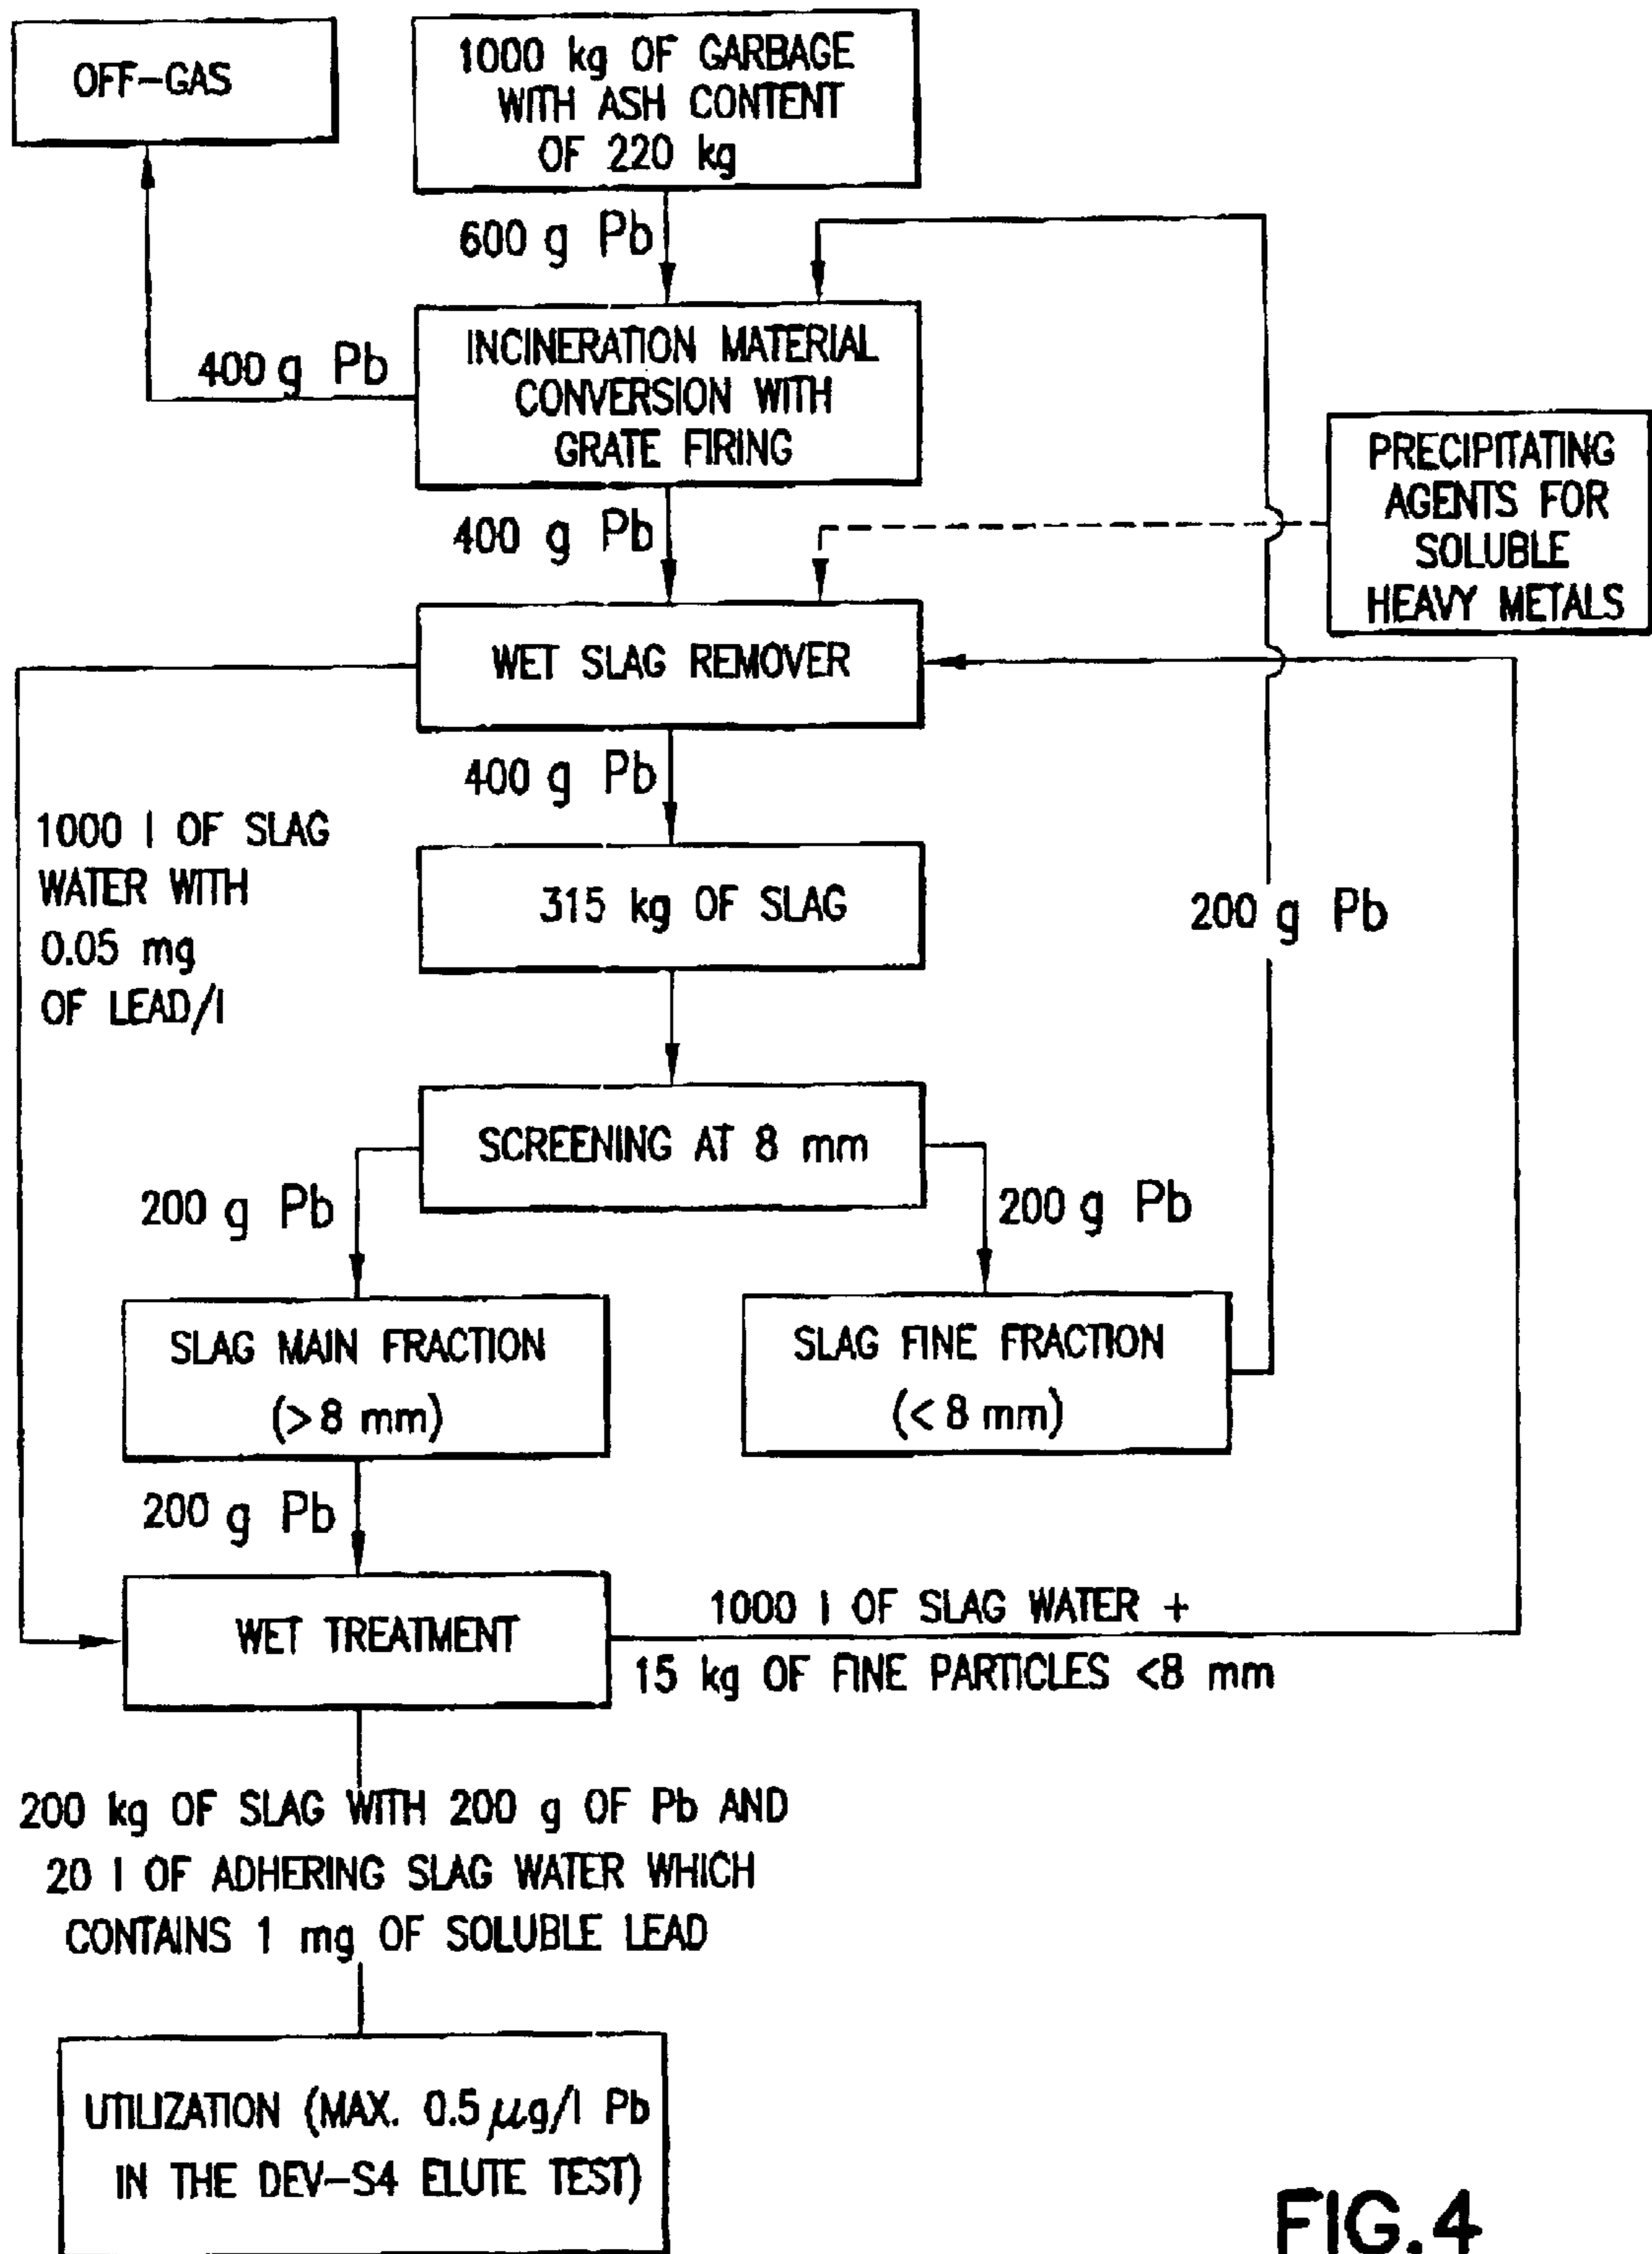 OFF-GAS
1000 kg OF GARBAGE
WITH ASH CONTENT
OF 220 kg
600 g Pb
400 g Pb
INCINERATION MATERIAL
CONVERSION WITH
GRATE FIRING
400 g Pb
PRECIPITATING
AGENTS FOR
SOLUBLE
HEAVY METALS
WET SLAG REMOVER
400 g Pb
1000 l OF SLAG
WATER WITH
0.05 mg
OF LEAD/l
315 kg OF SLAG
200 g Pb
SCREENING AT 8 mm
200 g Pb
200 g Pb
SLAG MAIN FRACTION
(>8 mm)
SLAG FINE FRACTION
(<8 mm)
200 g Pb
WET TREATMENT
1000 l OF SLAG WATER +
15 kg OF FINE PARTICLES <8 mm
200 kg OF SLAG WITH 200 g OF Pb AND
20 l OF ADHERING SLAG WATER WHICH
CONTAINS 1 mg OF SOLUBLE LEAD
UTILIZATION (MAX. 0.5 µg/l Pb
IN THE DEV-S4 ELUTE TEST)
FIG.4